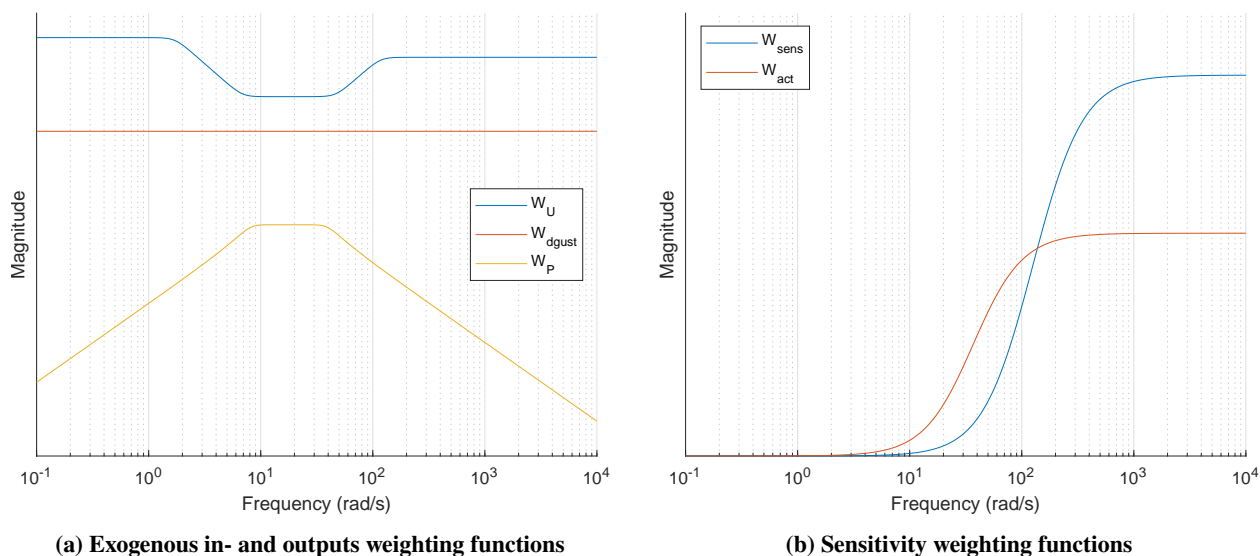 Magnitude
W_U
W_dgust
W_P
10^-1
10^0
10^1
10^2
10^3
10^4
Frequency (rad/s)
(a) Exogenous in- and outputs weighting functions
Magnitude
W_sens
W_act
10^-1
10^0
10^1
10^2
10^3
10^4
Frequency (rad/s)
(b) Sensitivity weighting functions